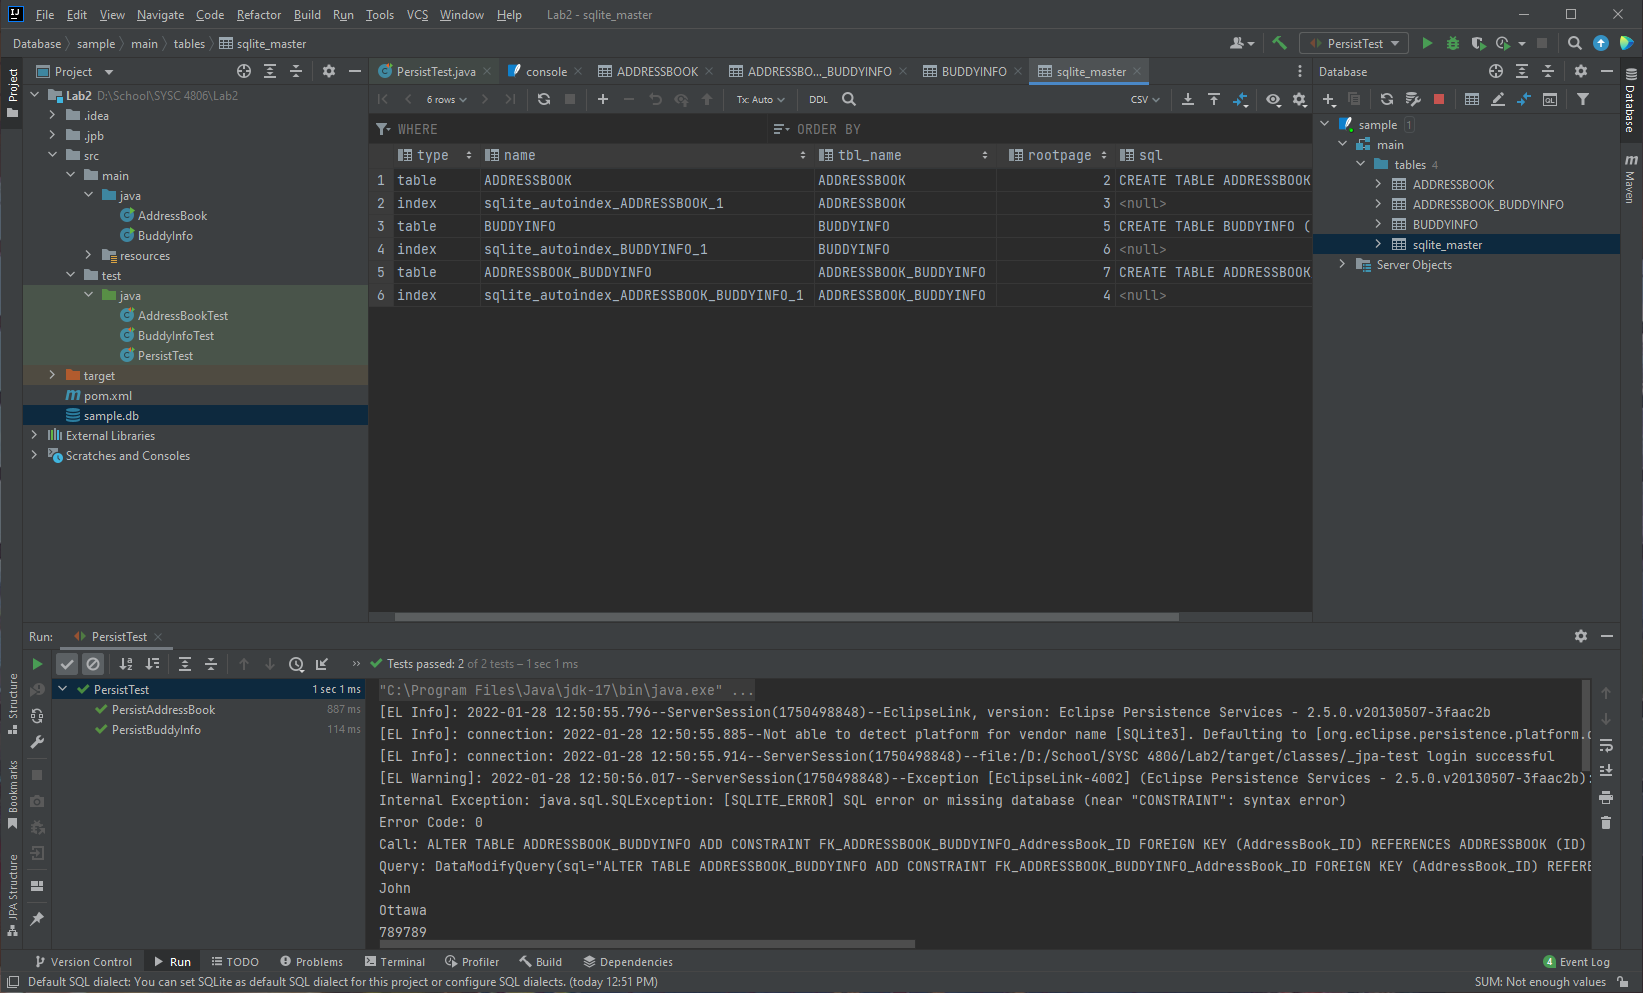 File Edit View Navigate Code Refactor Build Run Tools VCS Window Help Lab2 - sqlite_master
Database sample main tables sqlite_master
PersistTest
Project
Project
Lab2 D:\School\SYSC 4806\Lab2
.idea
.jpb
src
main
java
AddressBook
BuddyInfo
resources
test
java
AddressBookTest
BuddyInfoTest
PersistTest
target
pom.xml
sample.db
External Libraries
Scratches and Consoles
PersistTest.java console ADDRESSBOOK ADDRESSBO..._BUDDYINFO BUDDYINFO sqlite_master
6 rows Tx: Auto DDL CSV
WHERE ORDER BY
type name tbl_name rootpage sql
1 table ADDRESSBOOK ADDRESSBOOK 2 CREATE TABLE ADDRESSBOOK
2 index sqlite_autoindex_ADDRESSBOOK_1 ADDRESSBOOK 3 <null>
3 table BUDDYINFO BUDDYINFO 5 CREATE TABLE BUDDYINFO (
4 index sqlite_autoindex_BUDDYINFO_1 BUDDYINFO 6 <null>
5 table ADDRESSBOOK_BUDDYINFO ADDRESSBOOK_BUDDYINFO 7 CREATE TABLE ADDRESSBOOK
6 index sqlite_autoindex_ADDRESSBOOK_BUDDYINFO_1 ADDRESSBOOK_BUDDYINFO 4 <null>
Database
sample 1
main
tables 4
ADDRESSBOOK
ADDRESSBOOK_BUDDYINFO
BUDDYINFO
sqlite_master
Server Objects
Database
Maven
Run: PersistTest
Tests passed: 2 of 2 tests – 1 sec 1 ms
PersistTest 1 sec 1 ms
PersistAddressBook 887 ms
PersistBuddyInfo 114 ms
"C:\Program Files\Java\jdk-17\bin\java.exe" ...
[EL Info]: 2022-01-28 12:50:55.796--ServerSession(1750498848)--EclipseLink, version: Eclipse Persistence Services - 2.5.0.v20130507-3faac2b
[EL Info]: connection: 2022-01-28 12:50:55.885--Not able to detect platform for vendor name [SQLite3]. Defaulting to [org.eclipse.persistence.platform.
[EL Info]: connection: 2022-01-28 12:50:55.914--ServerSession(1750498848)--file:/D:/School/SYSC 4806/Lab2/target/classes/_jpa-test login successful
[EL Warning]: 2022-01-28 12:50:56.017--ServerSession(1750498848)--Exception [EclipseLink-4002] (Eclipse Persistence Services - 2.5.0.v20130507-3faac2b):
Internal Exception: java.sql.SQLException: [SQLITE_ERROR] SQL error or missing database (near "CONSTRAINT": syntax error)
Error Code: 0
Call: ALTER TABLE ADDRESSBOOK_BUDDYINFO ADD CONSTRAINT FK_ADDRESSBOOK_BUDDYINFO_AddressBook_ID FOREIGN KEY (AddressBook_ID) REFERENCES ADDRESSBOOK (ID)
Query: DataModifyQuery(sql="ALTER TABLE ADDRESSBOOK_BUDDYINFO ADD CONSTRAINT FK_ADDRESSBOOK_BUDDYINFO_AddressBook_ID FOREIGN KEY (AddressBook_ID) REFERE
John
Ottawa
789789
Structure
Bookmarks
JPA Structure
Version Control Run TODO Problems Terminal Profiler Build Dependencies 4 Event Log
Default SQL dialect: You can set SQLite as default SQL dialect for this project or configure SQL dialects. (today 12:51 PM) SUM: Not enough values